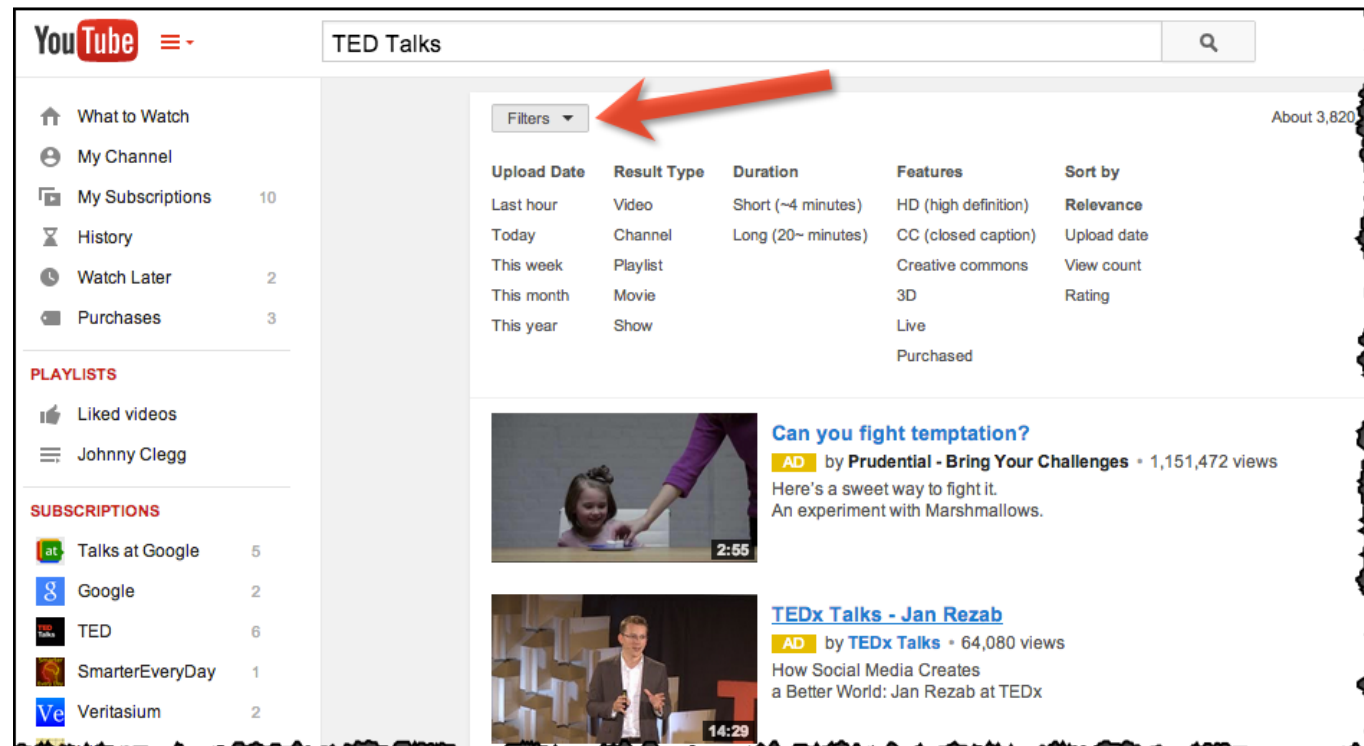 YouTube
TED Talks
What to Watch
My Channel
My Subscriptions 10
History
Watch Later 2
Purchases 3
PLAYLISTS
Liked videos
Johnny Clegg
SUBSCRIPTIONS
at Talks at Google 5
8 Google 2
TED Talks TED 6
SmarterEveryDay 1
Ve Veritasium 2
Filters About 3,820
Upload Date Result Type Duration Features Sort by
Last hour Video Short (~4 minutes) HD (high definition) Relevance
Today Channel Long (20~ minutes) CC (closed caption) Upload date
This week Playlist Creative commons View count
This month Movie 3D Rating
This year Show Live
Purchased
2:55
Can you fight temptation?
AD by Prudential - Bring Your Challenges • 1,151,472 views
Here's a sweet way to fight it.
An experiment with Marshmallows.
14:29
TEDx Talks - Jan Rezab
AD by TEDx Talks • 64,080 views
How Social Media Creates
a Better World: Jan Rezab at TEDx